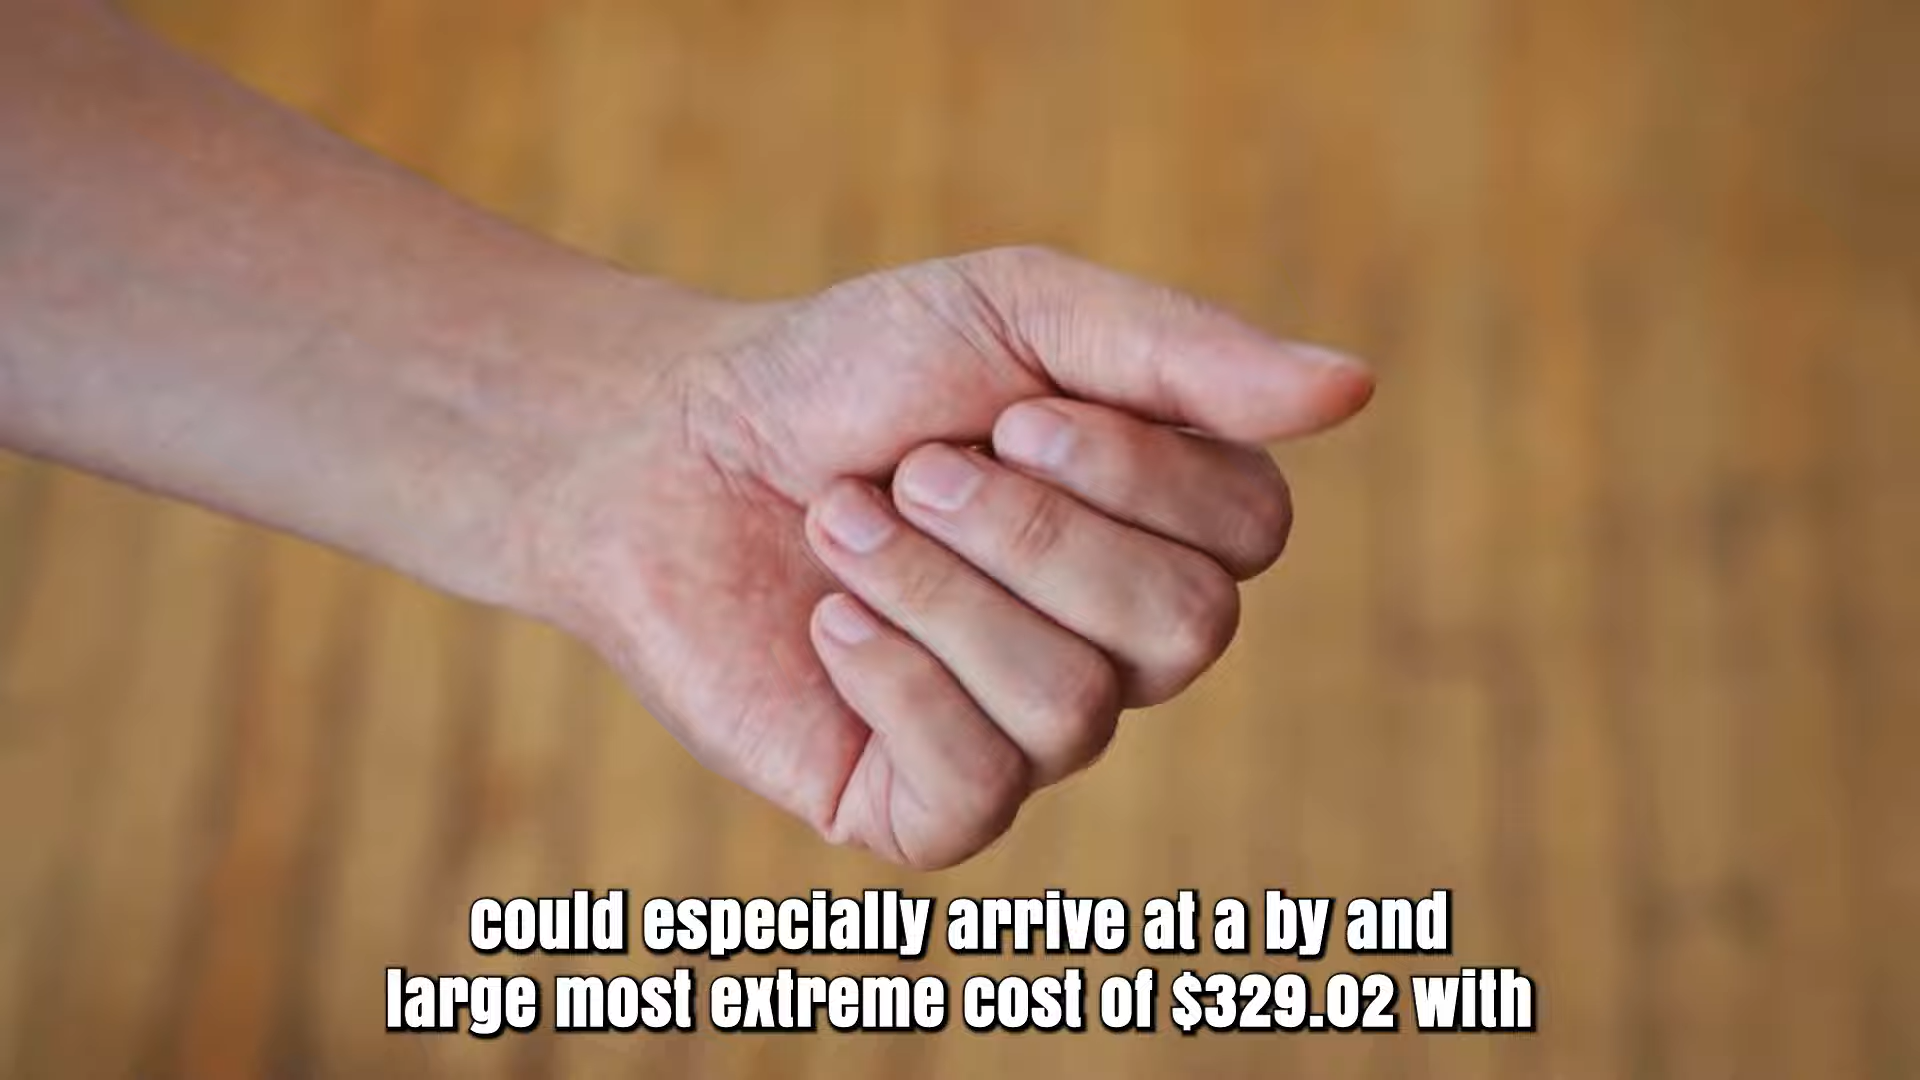 could especially arrive at a by and
large most extreme cost of $329.02 with